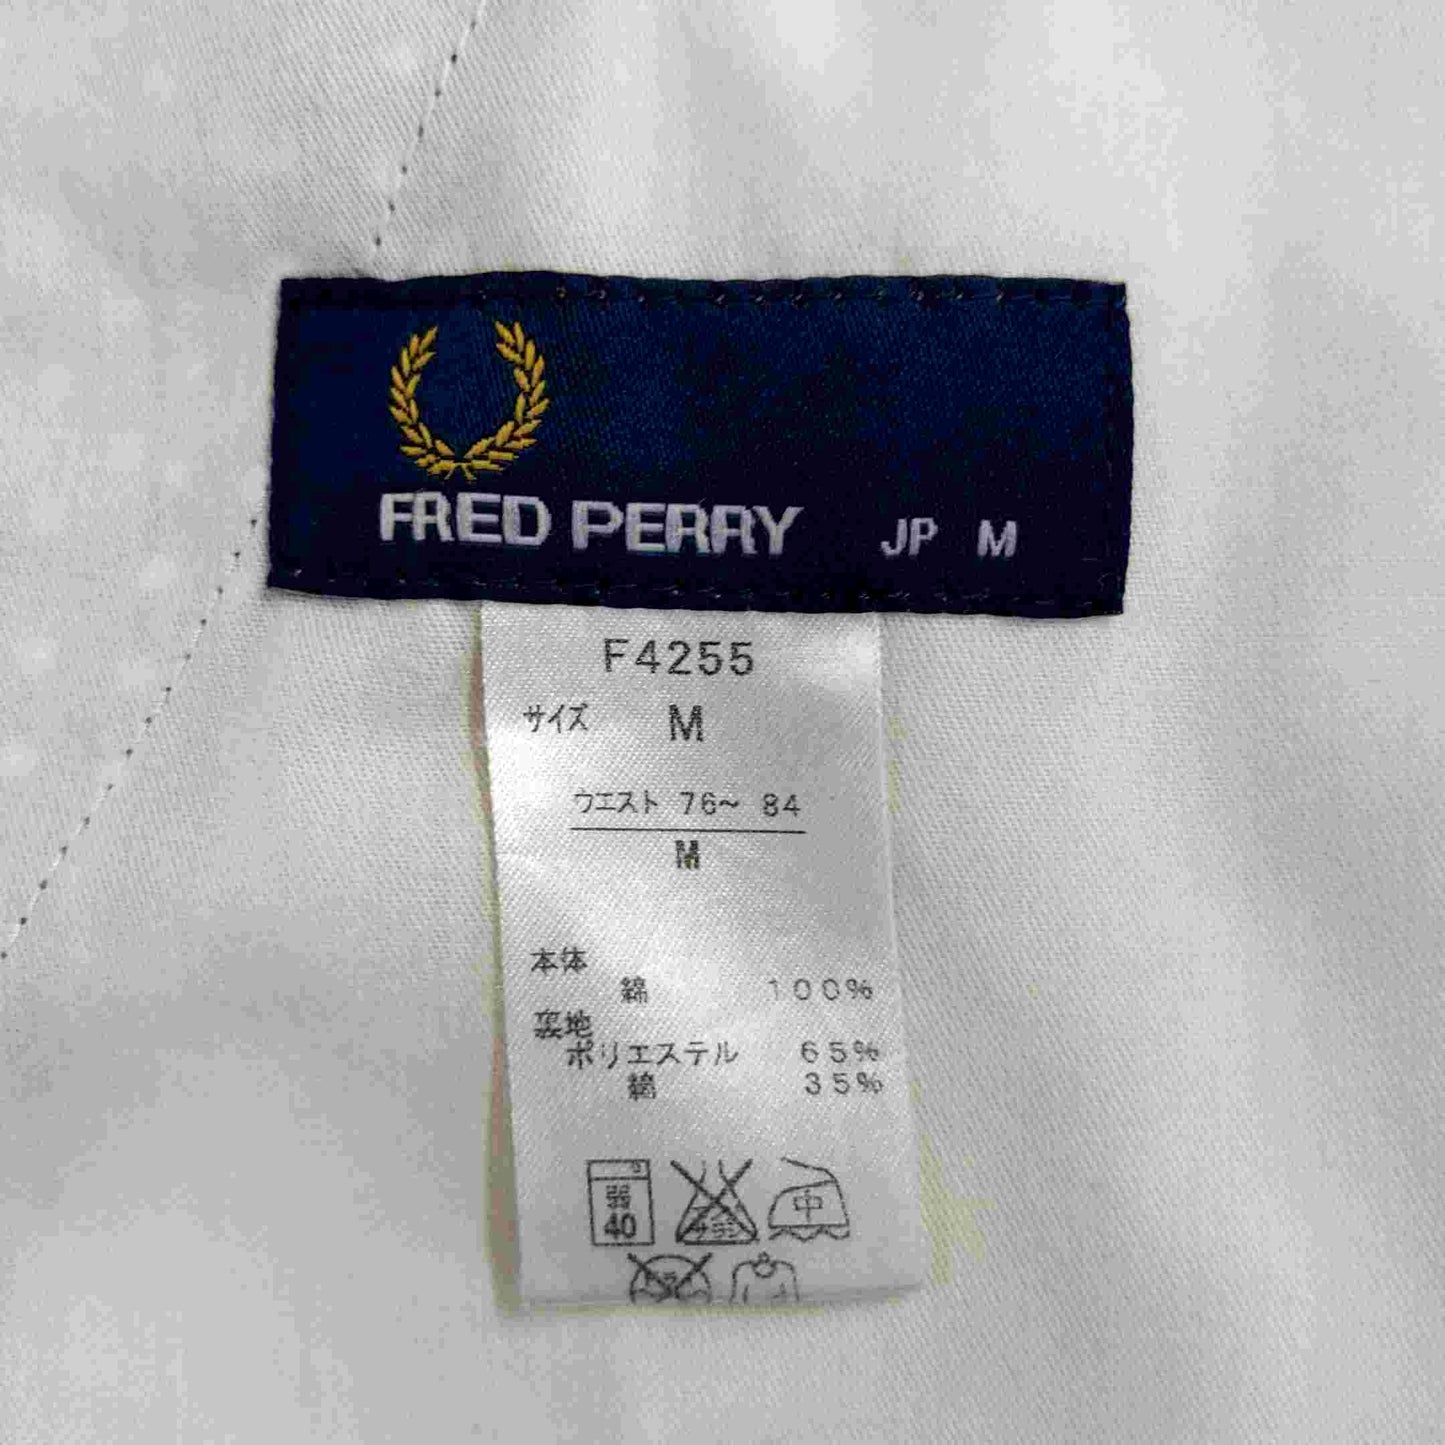 FRED PERRY JP M
F4255
サイズ M
ウエスト 76~ 84
M
本体
綿 100%
裏地
ポリエステル 65%
綿 35%
弱
40
中